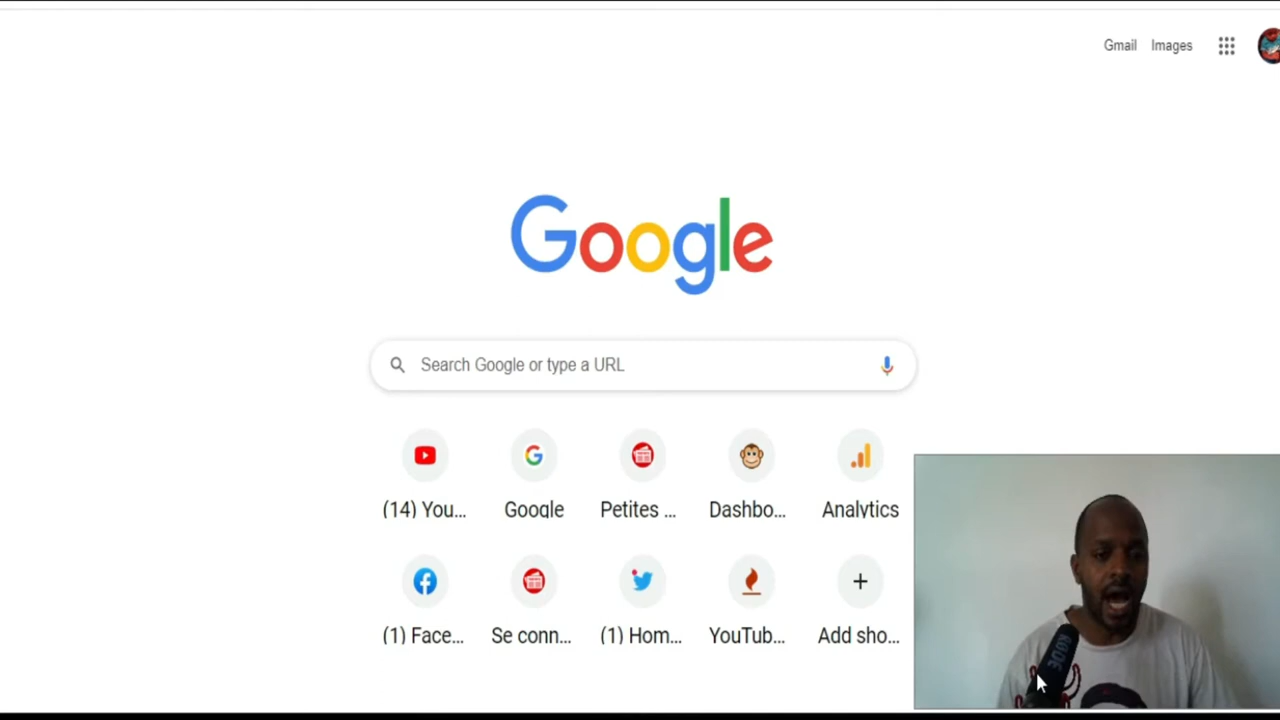 Gmail Images
Google
Search Google or type a URL
(14) You... Google Petites ... Dashbo... Analytics
(1) Face... Se conn... (1) Hom... YouTub... Add sho...
RODE